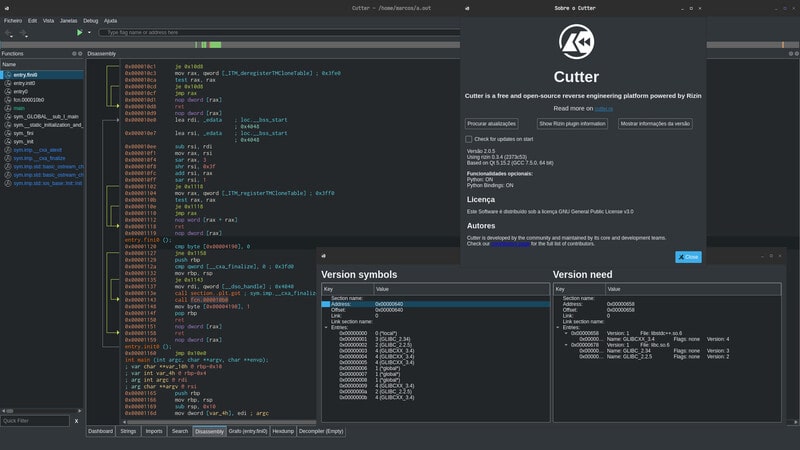 Cutter – /home/marcos/a.out
Ficheiro Editar Vista Janelas Debug Ajuda
Type flag name or address here
Functions
Name
entry.fini0
entry.init0
entry0
fcn.000010b0
main
sym._GLOBAL__sub_I_main
sym.__static_initialization_and_
sym._fini
sym._init
sym.imp.__cxa_atexit
sym.imp.__cxa_finalize
sym.imp.std::basic_ostream_c
sym.imp.std::basic_ostream_c
sym.imp.std::ios_base::Init::Init
Quick Filter
X
Disassembly
0x000010c1 je 0x10d8
0x000010c3 mov rax, qword [_ITM_deregisterTMCloneTable] ; 0x3fe0
0x000010ca test rax, rax
0x000010cd je 0x10d8
0x000010cf jmp rax
0x000010d1 nop dword [rax]
0x000010d8 ret
0x000010d9 nop dword [rax]
0x000010e0 lea rdi, _edata ; loc.__bss_start
; 0x4048
0x000010e7 lea rsi, _edata ; loc.__bss_start
; 0x4048
0x000010ee sub rsi, rdi
0x000010f1 mov rax, rsi
0x000010f4 sar rax, 3
0x000010f8 shr rsi, 0x3f
0x000010fc add rsi, rax
0x000010ff sar rsi, 1
0x00001102 je 0x1118
0x00001104 mov rax, qword [_ITM_registerTMCloneTable] ; 0x3ff0
0x0000110b test rax, rax
0x0000110e je 0x1118
0x00001110 jmp rax
0x00001112 nop word [rax + rax]
0x00001118 ret
0x00001119 nop dword [rax]
entry.fini0 ();
0x00001120 cmp byte [0x00004190], 0
0x00001127 jne 0x1158
0x00001129 push rbp
0x0000112a cmp qword [__cxa_finalize], 0 ; 0x3fd0
0x00001132 mov rbp, rsp
0x00001135 je 0x1143
0x00001137 mov rdi, qword [__dso_handle] ; 0x4040
0x0000113e call section..plt.got ; sym.imp.__cxa_finaliz
0x00001143 call fcn.000010b0
0x00001148 mov byte [0x00004190], 1
0x0000114f pop rbp
0x00001150 ret
0x00001151 nop dword [rax]
0x00001158 ret
0x00001159 nop dword [rax]
entry.init0 ();
0x00001160 jmp 0x10e0
int main (int argc, char **argv, char **envp);
; var char **var_10h @ rbp-0x10
; var int var_4h @ rbp-0x4
; arg int argc @ rdi
; arg char **argv @ rsi
0x00001165 push rbp
0x00001166 mov rbp, rsp
0x00001169 sub rsp, 0x10
0x0000116d mov dword [var_4h], edi ; argc
Dashboard Strings Imports Search Disassembly Grafo (entry.fini0) Hexdump Decompiler (Empty)
Sobre o Cutter
Cutter
Cutter is a free and open-source reverse engineering platform powered by Rizin
Read more on cutter.re
Procurar atualizações Show Rizin plugin information Mostrar informações da versão
Check for updates on start
Versão 2.0.5
Using rizin 0.3.4 (2373c53)
Based on Qt 5.15.2 (GCC 7.5.0, 64 bit)
Funcionalidades opcionais:
Python: ON
Python Bindings: ON
Licença
Este Software é distribuído sob a licença GNU General Public License v3.0
Autores
Cutter is developed by the community and maintained by its core and development teams.
Check our for the full list of contributors.
Close
Version symbols
Key Value
Section name:
Address: 0x00000640
Offset: 0x00000640
Link: 0
Link section name:
Entries:
0x00000000 0 (*local*)
0x00000001 3 (GLIBC_2.34)
0x00000002 2 (GLIBC_2.2.5)
0x00000003 4 (GLIBCXX_3.4)
0x00000004 4 (GLIBCXX_3.4)
0x00000005 4 (GLIBCXX_3.4)
0x00000006 1 (*global*)
0x00000007 1 (*global*)
0x00000008 1 (*global*)
0x00000009 4 (GLIBCXX_3.4)
0x0000000a 2 (GLIBC_2.2.5)
0x0000000b 4 (GLIBCXX_3.4)
Version need
Key Value
Section name:
Address: 0x00000658
Offset: 0x00000658
Link: 0
Link section name:
Entries:
0x00000658 Version: 1 File: libstdc++.so.6
0x00000... Name: GLIBCXX_3.4 Flags: none Version: 4
0x00000678 Version: 1 File: libc.so.6
0x00000... Name: GLIBC_2.34 Flags: none Version: 3
0x00000... Name: GLIBC_2.2.5 Flags: none Version: 2